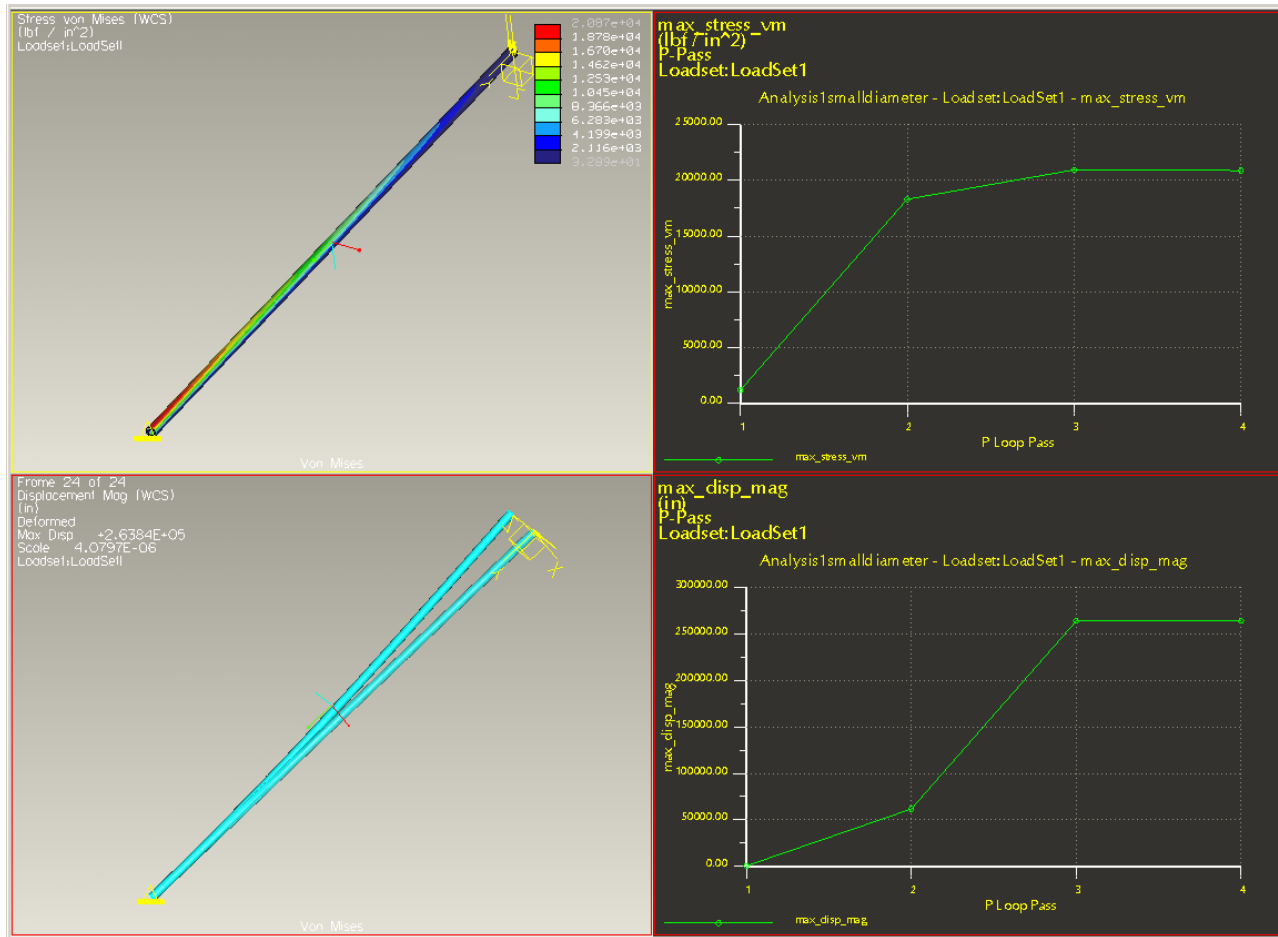 Stress von Mises (WCS)
(lbf / in^2)
Loadset:LoadSet1
2.087e+04
1.878e+04
1.670e+04
1.462e+04
1.253e+04
1.045e+04
8.366e+03
6.283e+03
4.199e+03
2.116e+03
3.289e+01
Von Mises
max_stress_vm
(lbf / in^2)
P-Pass
Loadset:LoadSet1
Analysis1smalldiameter - Loadset:LoadSet1 - max_stress_vm
max_stress_vm
25000.00
20000.00
15000.00
10000.00
5000.00
0.00
1 2 3 4
P Loop Pass
max_stress_vm
Frame 24 of 24
Displacement Mag (WCS)
(in)
Deformed
Max Disp +2.6384E+05
Scale 4.0797E-06
Loadset:LoadSet1
X
Von Mises
max_disp_mag
(in)
P-Pass
Loadset:LoadSet1
Analysis1smalldiameter - Loadset:LoadSet1 - max_disp_mag
max_disp_mag
300000.00
250000.00
200000.00
150000.00
100000.00
50000.00
0.00
1 2 3 4
P Loop Pass
max_disp_mag